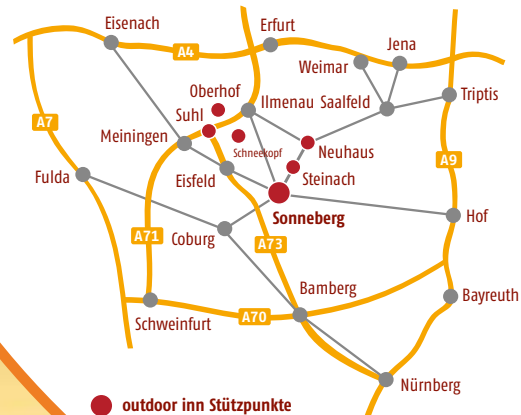 Eisenach
Erfurt
A4
Jena
Weimar
Oberhof
Ilmenau
Saalfeld
Triptis
Suhl
A7
Schneekopf
Meiningen
Neuhaus
A9
Fulda
Eisfeld
Steinach
Sonneberg
Hof
A71
Coburg
A73
Bamberg
Bayreuth
Schweinfurt
A70
Nürnberg
outdoor inn Stützpunkte